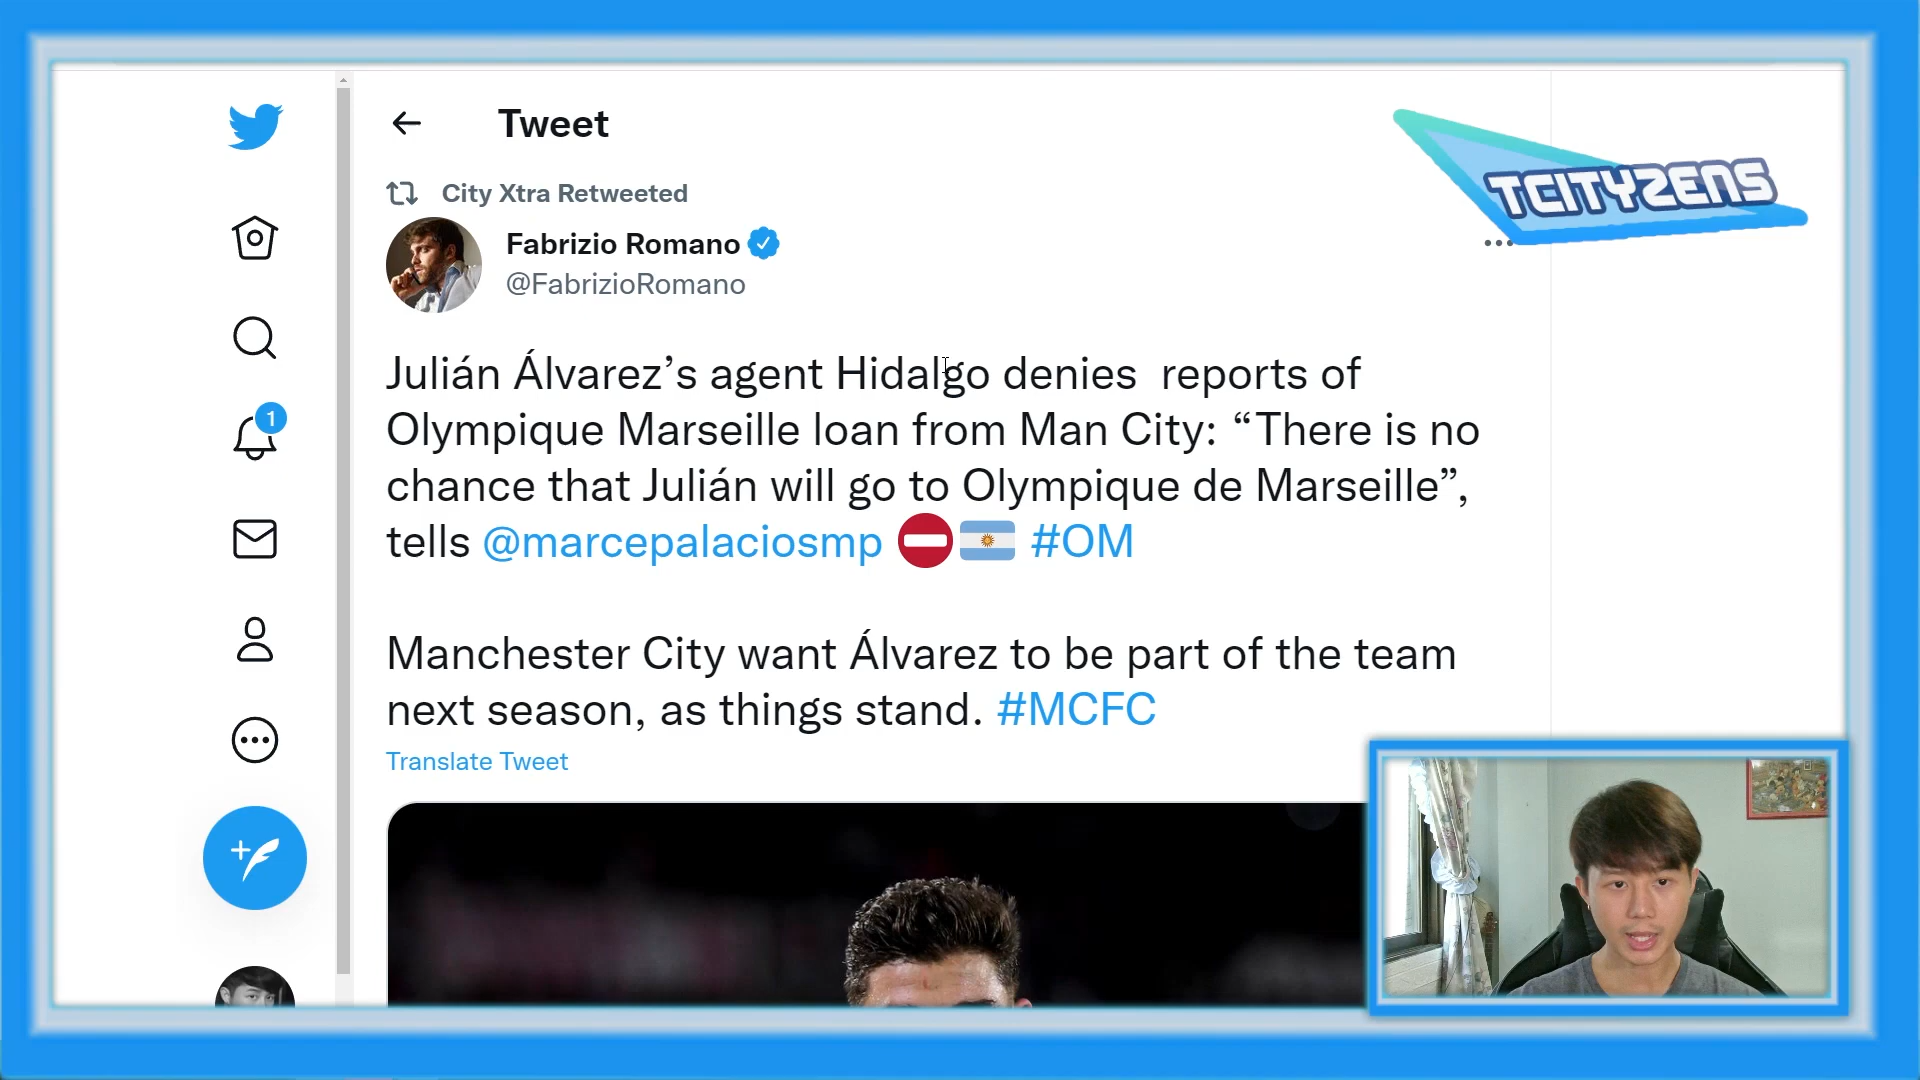 Tweet
TCITYZENS
City Xtra Retweeted
Fabrizio Romano
@FabrizioRomano
1
Julián Álvarez’s agent Hidalgo denies  reports of
Olympique Marseille loan from Man City: “There is no
chance that Julián will go to Olympique de Marseille”,
tells @marcepalaciosmp ⛔🇦🇷 #OM
Manchester City want Álvarez to be part of the team
next season, as things stand. #MCFC
Translate Tweet